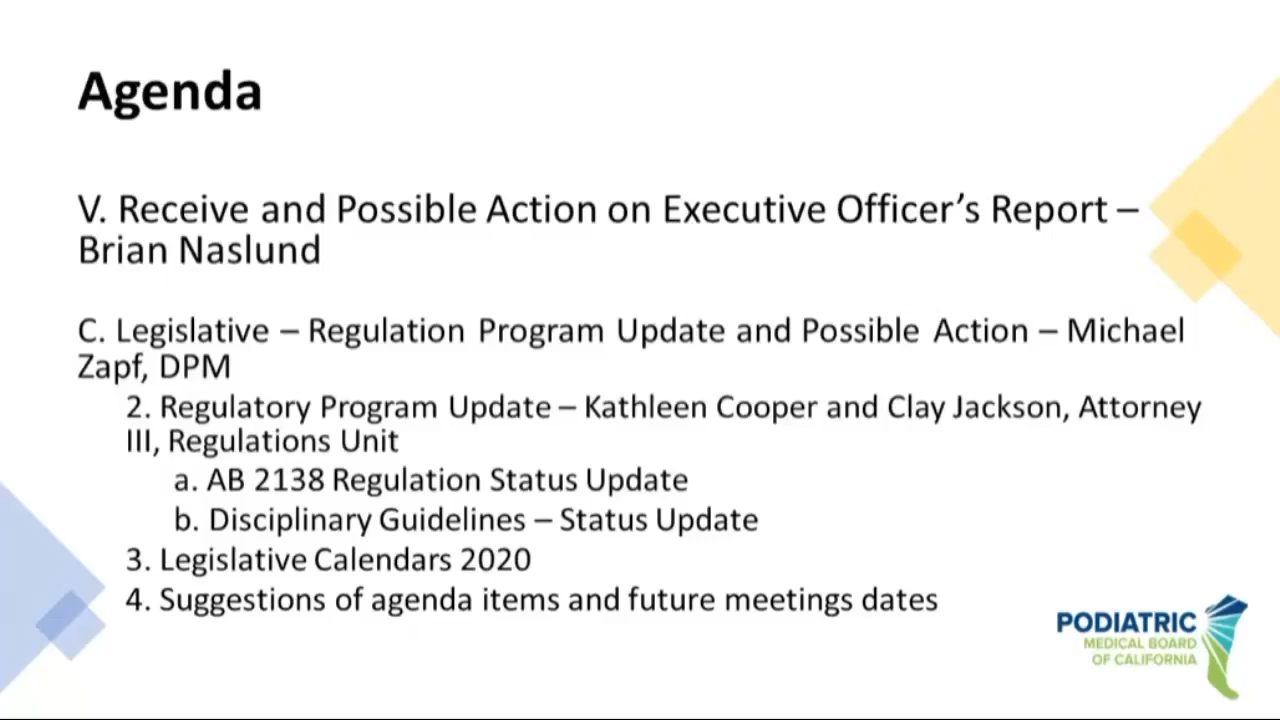 Agenda
V. Receive and Possible Action on Executive Officer’s Report –
Brian Naslund
C. Legislative – Regulation Program Update and Possible Action – Michael
Zapf, DPM
2. Regulatory Program Update – Kathleen Cooper and Clay Jackson, Attorney
III, Regulations Unit
a. AB 2138 Regulation Status Update
b. Disciplinary Guidelines – Status Update
3. Legislative Calendars 2020
4. Suggestions of agenda items and future meetings dates
PODIATRIC
MEDICAL BOARD
OF CALIFORNIA